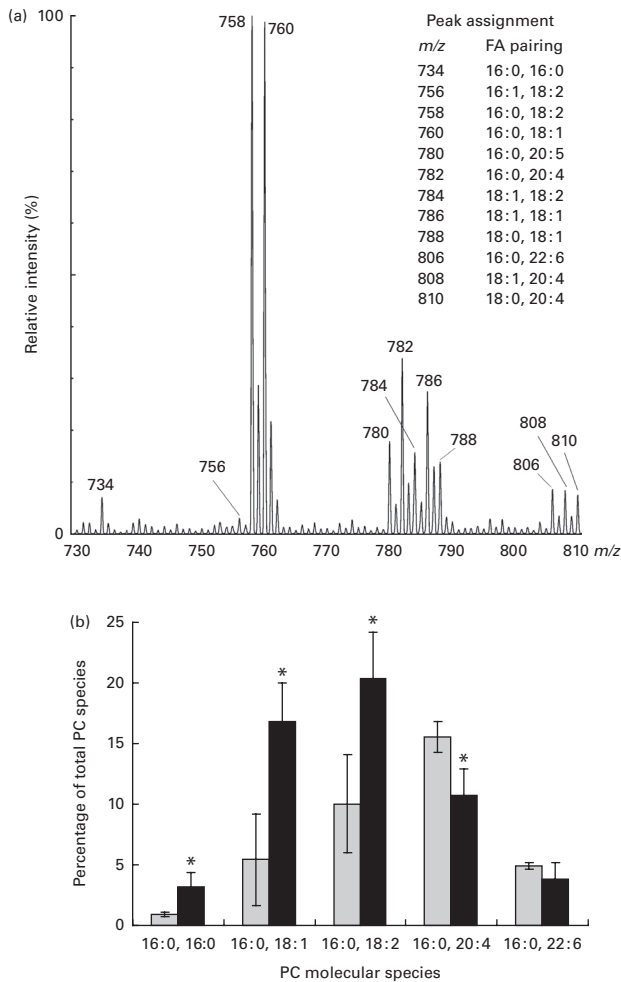 (a)
100
0
Relative intensity (%)
758
760
734
756
780
784
782
786
788
806
808
810
730 740 750 760 770 780 790 800 810 m/z
Peak assignment
m/z FA pairing
734 16:0, 16:0
756 16:1, 18:2
758 16:0, 18:2
760 16:0, 18:1
780 16:0, 20:5
782 16:0, 20:4
784 18:1, 18:2
786 18:1, 18:1
788 18:0, 18:1
806 16:0, 22:6
808 18:1, 20:4
810 18:0, 20:4
(b)
25
20
15
10
5
0
Percentage of total PC species
*
*
*
*
16:0, 16:0 16:0, 18:1 16:0, 18:2 16:0, 20:4 16:0, 22:6
PC molecular species